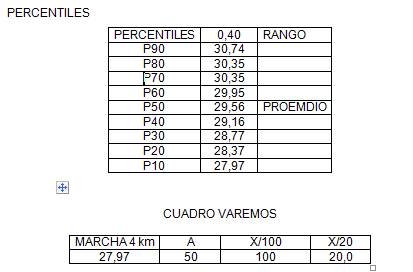 PERCENTILES
PERCENTILES 0,40 RANGO
P90 30,74
P80 30,35
P70 30,35
P60 29,95
P50 29,56 PROEMDIO
P40 29,16
P30 28,77
P20 28,37
P10 27,97
CUADRO VAREMOS
MARCHA 4 km A X/100 X/20
27,97 50 100 20,0